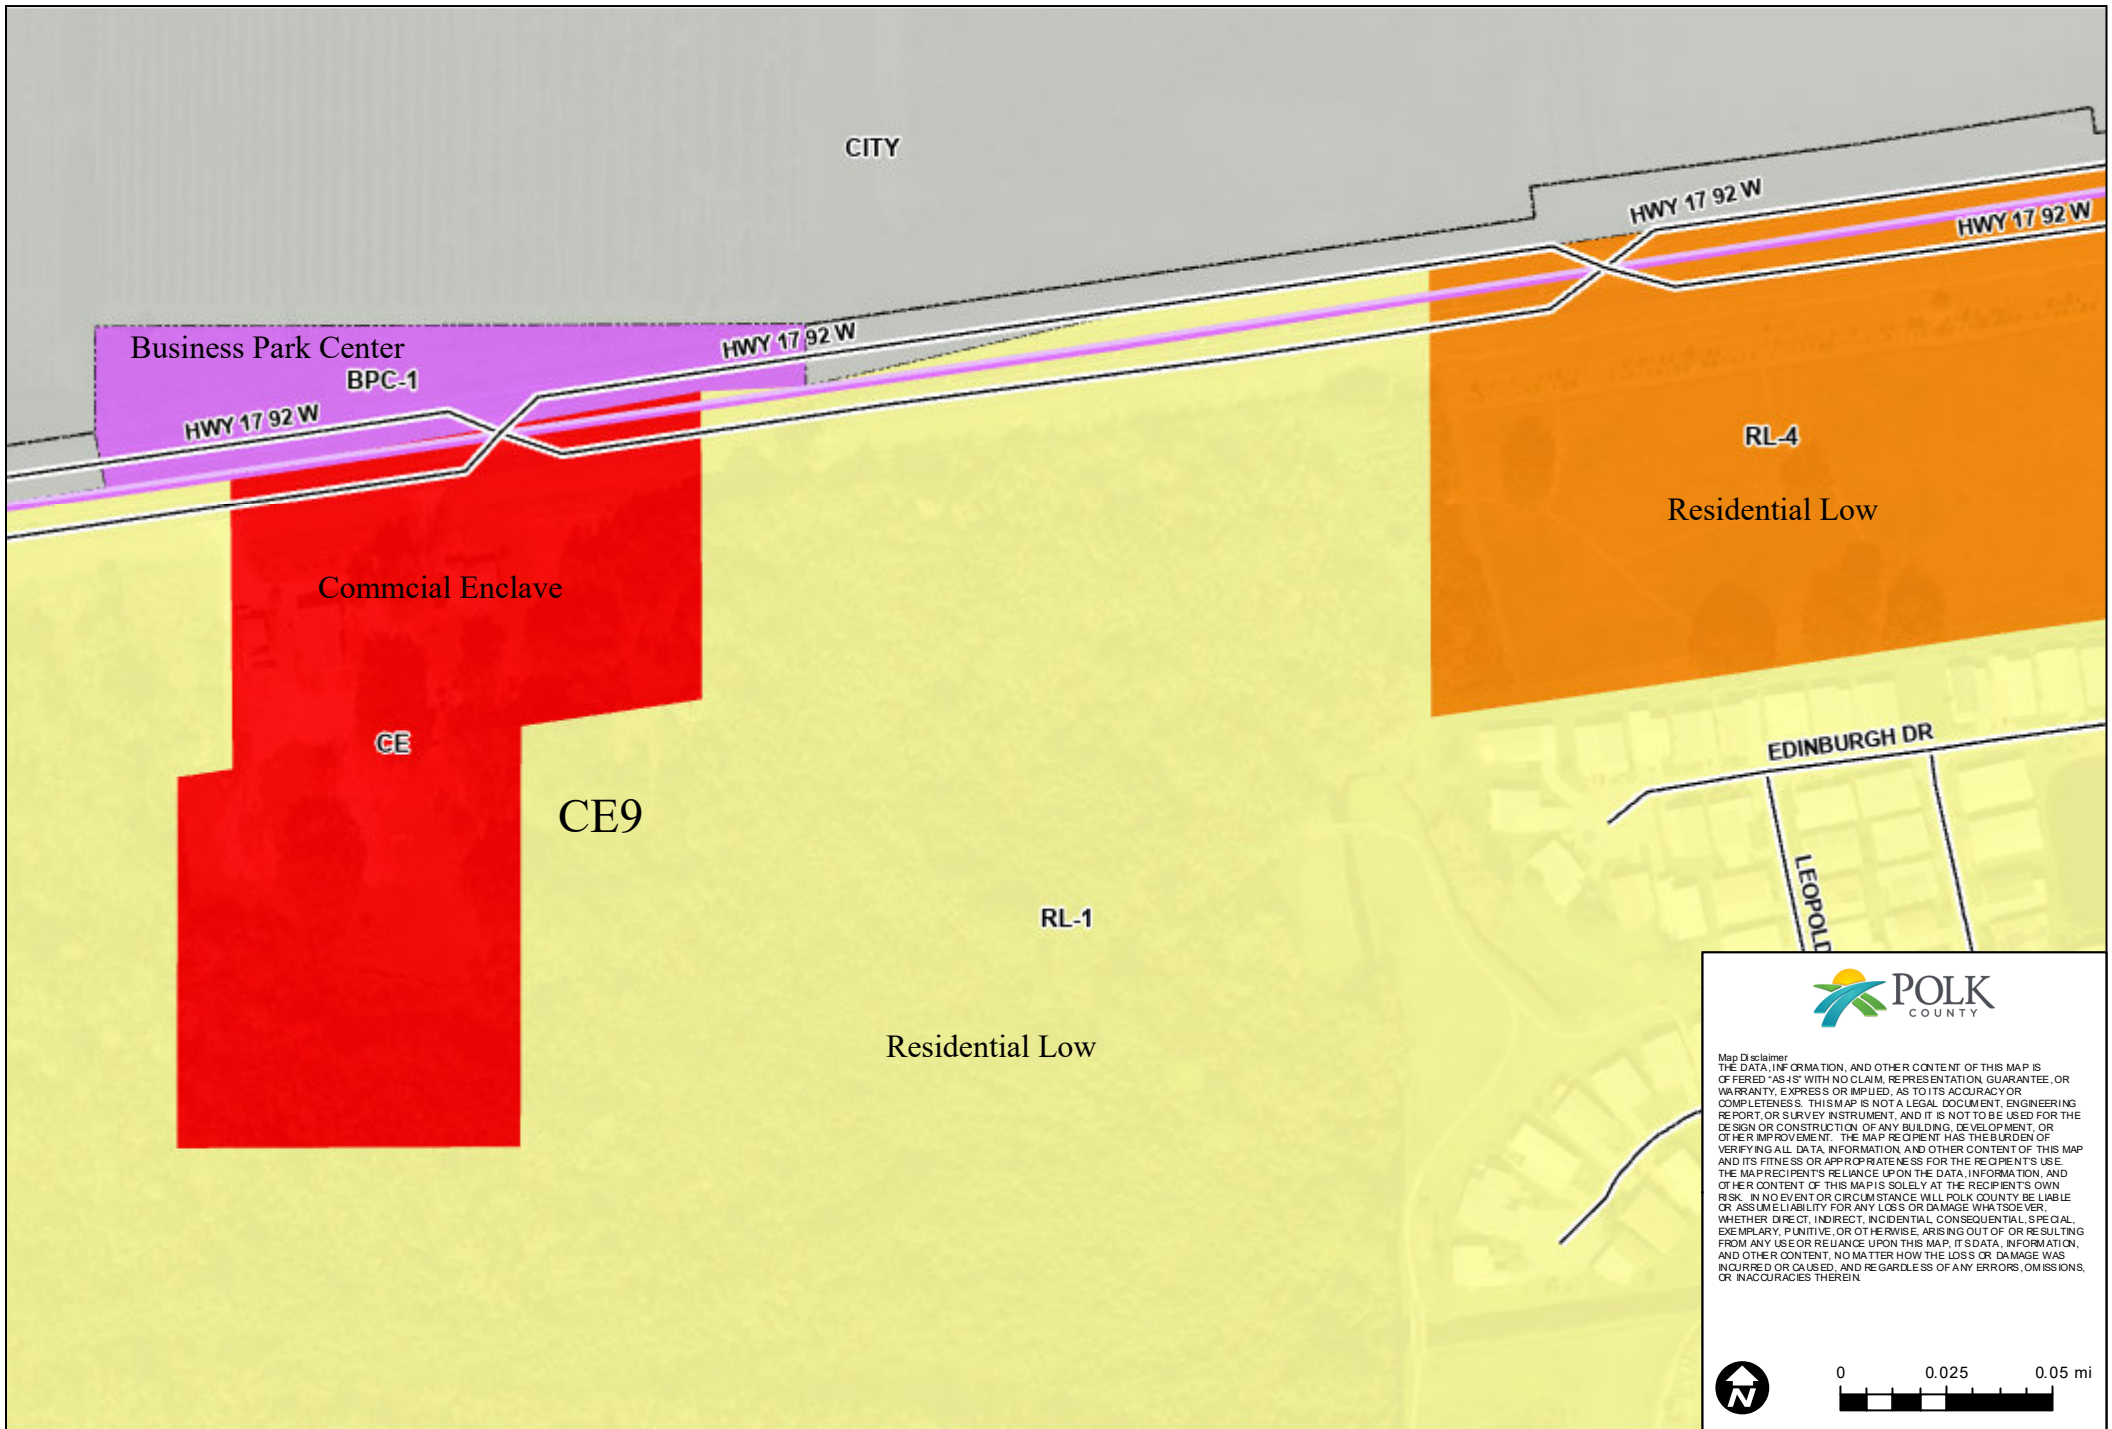 CITY
HWY 17 92 W
HWY 17 92 W
HWY 17 92 W
Business Park Center
BPC-1
HWY 17 92 W
RL-4
Residential Low
Commcial Enclave
CE
EDINBURGH DR
CE9
LEOPOLD
RL-1
Residential Low
POLK
COUNTY
Map Disclaimer
THE DATA, INFORMATION, AND OTHER CONTENT OF THIS MAP IS
OFFERED "AS-IS" WITH NO CLAIM, REPRESENTATION, GUARANTEE, OR
WARRANTY, EXPRESS OR IMPLIED, AS TO ITS ACCURACY OR
COMPLETENESS. THIS MAP IS NOT A LEGAL DOCUMENT, ENGINEERING
REPORT, OR SURVEY INSTRUMENT, AND IT IS NOT TO BE USED FOR THE
DESIGN OR CONSTRUCTION OF ANY BUILDING, DEVELOPMENT, OR
OTHER IMPROVEMENT. THE MAP RECIPIENT HAS THE BURDEN OF
VERIFYING ALL DATA, INFORMATION, AND OTHER CONTENT OF THIS MAP
AND ITS FITNESS OR APPROPRIATENESS FOR THE RECIPIENT'S USE.
THE MAP RECIPIENT'S RELIANCE UPON THE DATA, INFORMATION, AND
OTHER CONTENT OF THIS MAP IS SOLELY AT THE RECIPIENT'S OWN
RISK. IN NO EVENT OR CIRCUMSTANCE WILL POLK COUNTY BE LIABLE
OR ASSUME LIABILITY FOR ANY LOSS OR DAMAGE WHATSOEVER,
WHETHER DIRECT, INDIRECT, INCIDENTIAL, CONSEQUENTIAL, SPECIAL,
EXEMPLARY, PUNITIVE, OR OTHERWISE, ARISING OUT OF OR RESULTING
FROM ANY USE OR RELIANCE UPON THIS MAP, ITS DATA, INFORMATION,
AND OTHER CONTENT, NO MATTER HOW THE LOSS OR DAMAGE WAS
INCURRED OR CAUSED, AND REGARDLESS OF ANY ERRORS, OMISSIONS,
OR INACCURACIES THEREIN.
0 0.025 0.05 mi
N